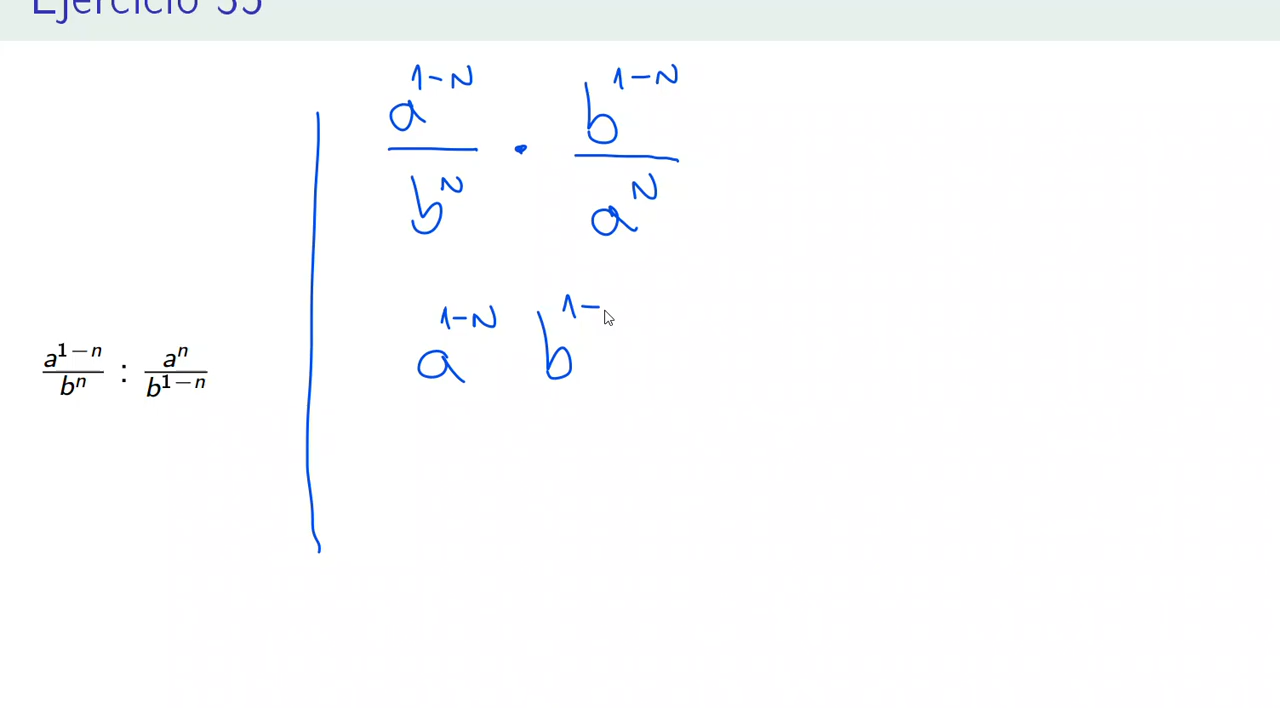 Ejercicio 35
a^{1-N} / b^N · b^{1-N} / a^N
a^{1-N} b^{1-}
a^{1-n} / b^n : a^n / b^{1-n}